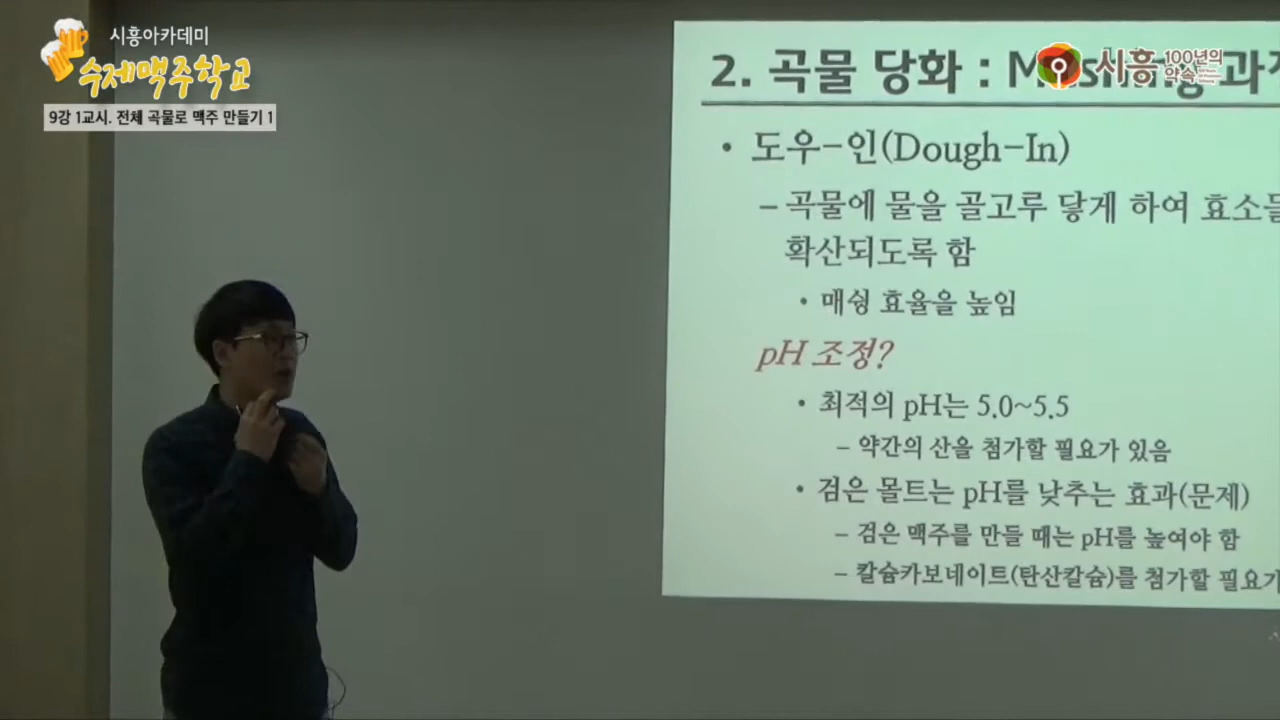 시흥아카데미
수제맥주학교
9강 1교시. 전체 곡물로 맥주 만들기 1
시흥 100년의 약속
2. 곡물 당화 : Mashing 과정
• 도우-인(Dough-In)
– 곡물에 물을 골고루 닿게 하여 효소들
확산되도록 함
• 매슁 효율을 높임
pH 조정?
• 최적의 pH는 5.0~5.5
– 약간의 산을 첨가할 필요가 있음
• 검은 몰트는 pH를 낮추는 효과(문제)
– 검은 맥주를 만들 때는 pH를 높여야 함
– 칼슘카보네이트(탄산칼슘)를 첨가할 필요가